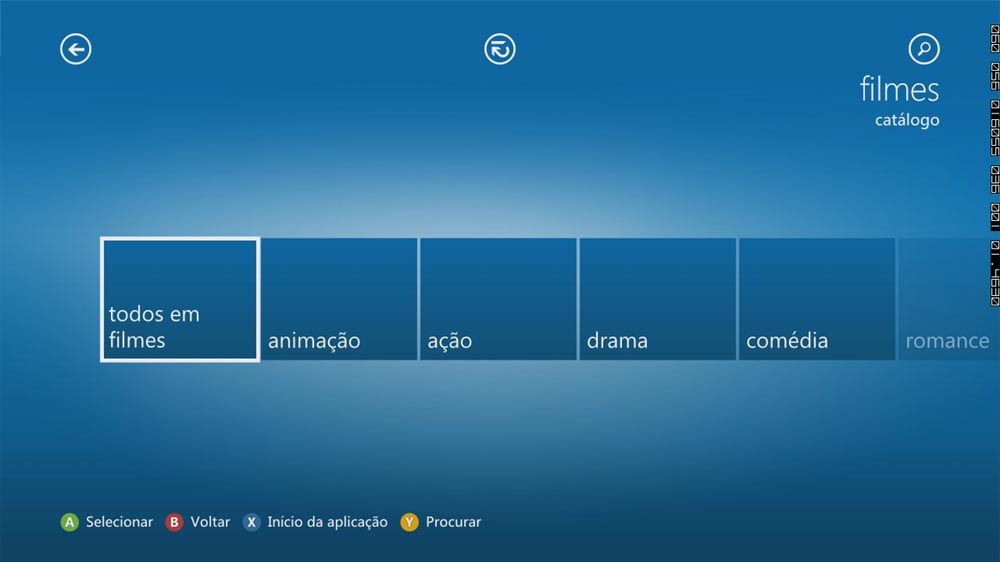 filmes
catálogo
todos em
filmes
animação
ação
drama
comédia
romance
A Selecionar
B Voltar
X Início da aplicação
Y Procurar